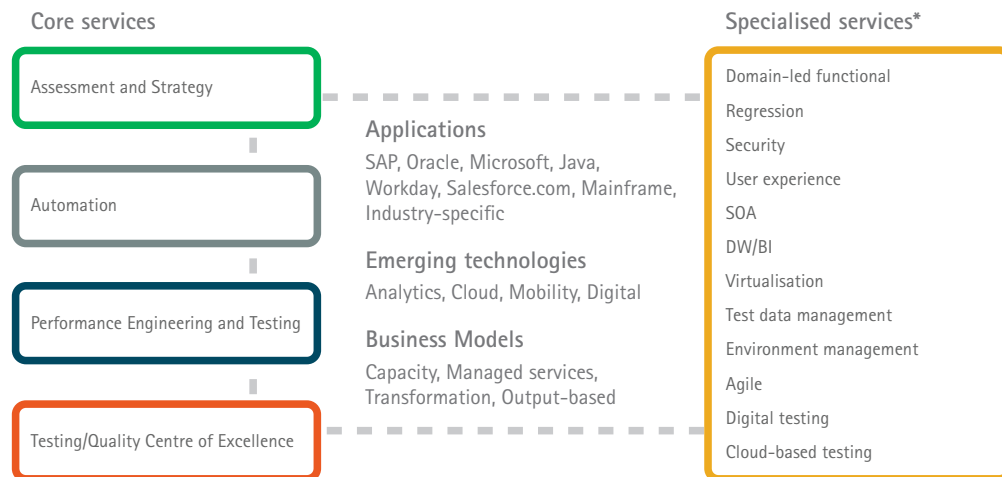 Core services
Assessment and Strategy
Automation
Performance Engineering and Testing
Testing/Quality Centre of Excellence
Applications
SAP, Oracle, Microsoft, Java,
Workday, Salesforce.com, Mainframe,
Industry-specific
Emerging technologies
Analytics, Cloud, Mobility, Digital
Business Models
Capacity, Managed services,
Transformation, Output-based
Specialised services*
Domain-led functional
Regression
Security
User experience
SOA
DW/BI
Virtualisation
Test data management
Environment management
Agile
Digital testing
Cloud-based testing